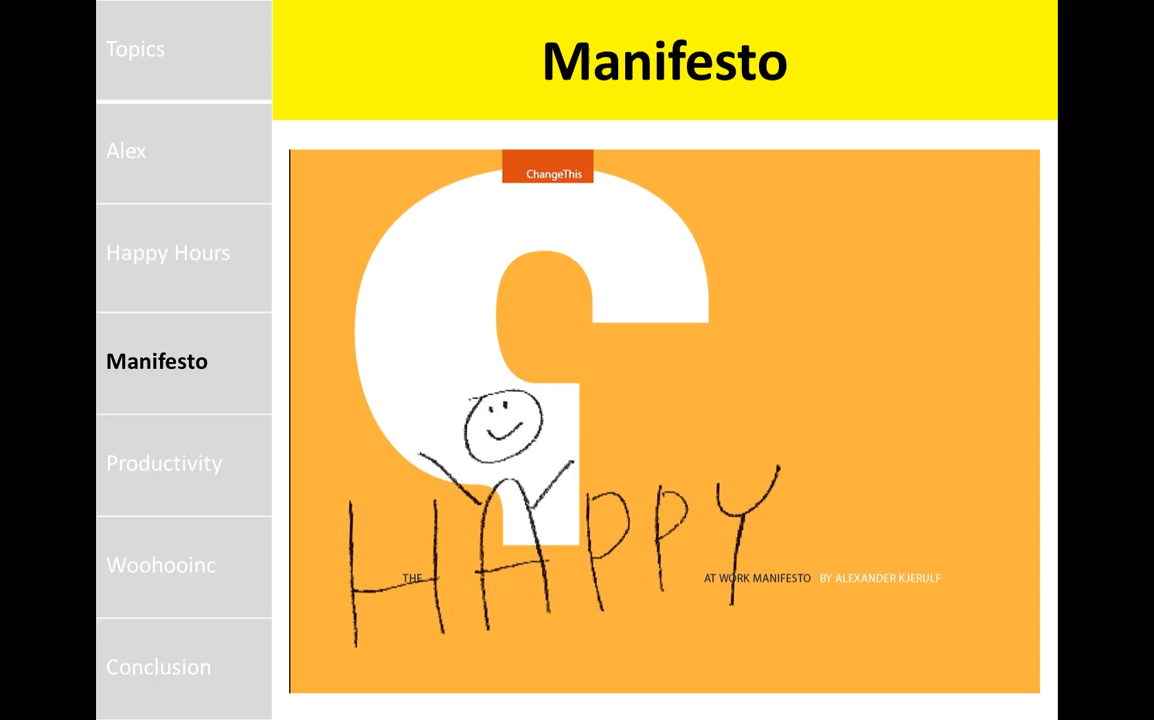 Topics
Alex
Happy Hours
Manifesto
Productivity
Woohooinc
Conclusion
Manifesto
ChangeThis
THE HAPPY AT WORK MANIFESTO BY ALEXANDER KJERULF